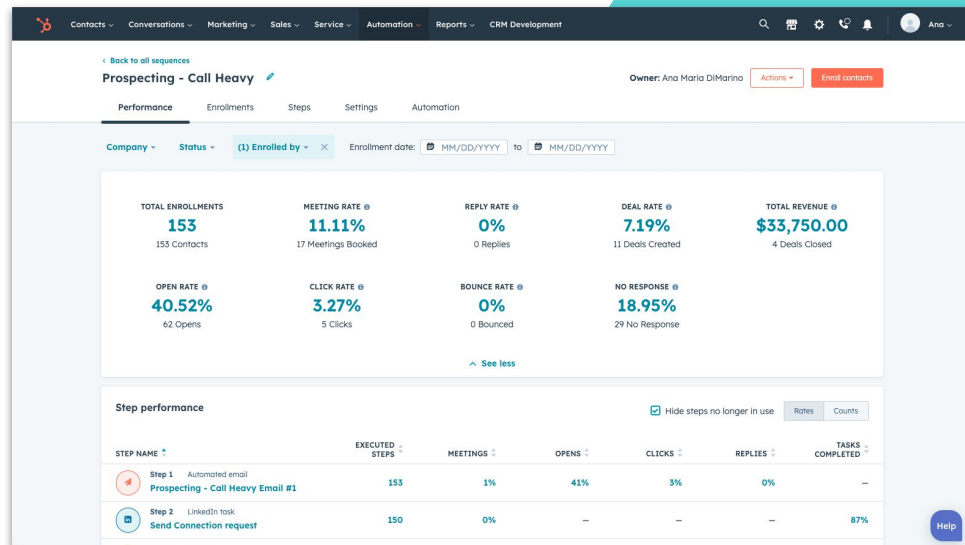 Contacts Conversations Marketing Sales Service Automation Reports CRM Development Ana
Back to all sequences
Prospecting - Call Heavy
Owner: Ana Maria DiMarino Actions Enroll contacts
Performance Enrollments Steps Settings Automation
Company Status (1) Enrolled by Enrollment date: MM/DD/YYYY to MM/DD/YYYY
TOTAL ENROLLMENTS MEETING RATE REPLY RATE DEAL RATE TOTAL REVENUE
153 11.11% 0% 7.19% $33,750.00
153 Contacts 17 Meetings Booked 0 Replies 11 Deals Created 4 Deals Closed
OPEN RATE CLICK RATE BOUNCE RATE NO RESPONSE
40.52% 3.27% 0% 18.95%
62 Opens 5 Clicks 0 Bounced 29 No Response
See less
Step performance Hide steps no longer in use Rates Counts
STEP NAME EXECUTED STEPS MEETINGS OPENS CLICKS REPLIES TASKS COMPLETED
Step 1 Automated email
Prospecting - Call Heavy Email #1 153 1% 41% 3% 0% –
Step 2 LinkedIn task
Send Connection request 150 0% – – – 87%
in
Help